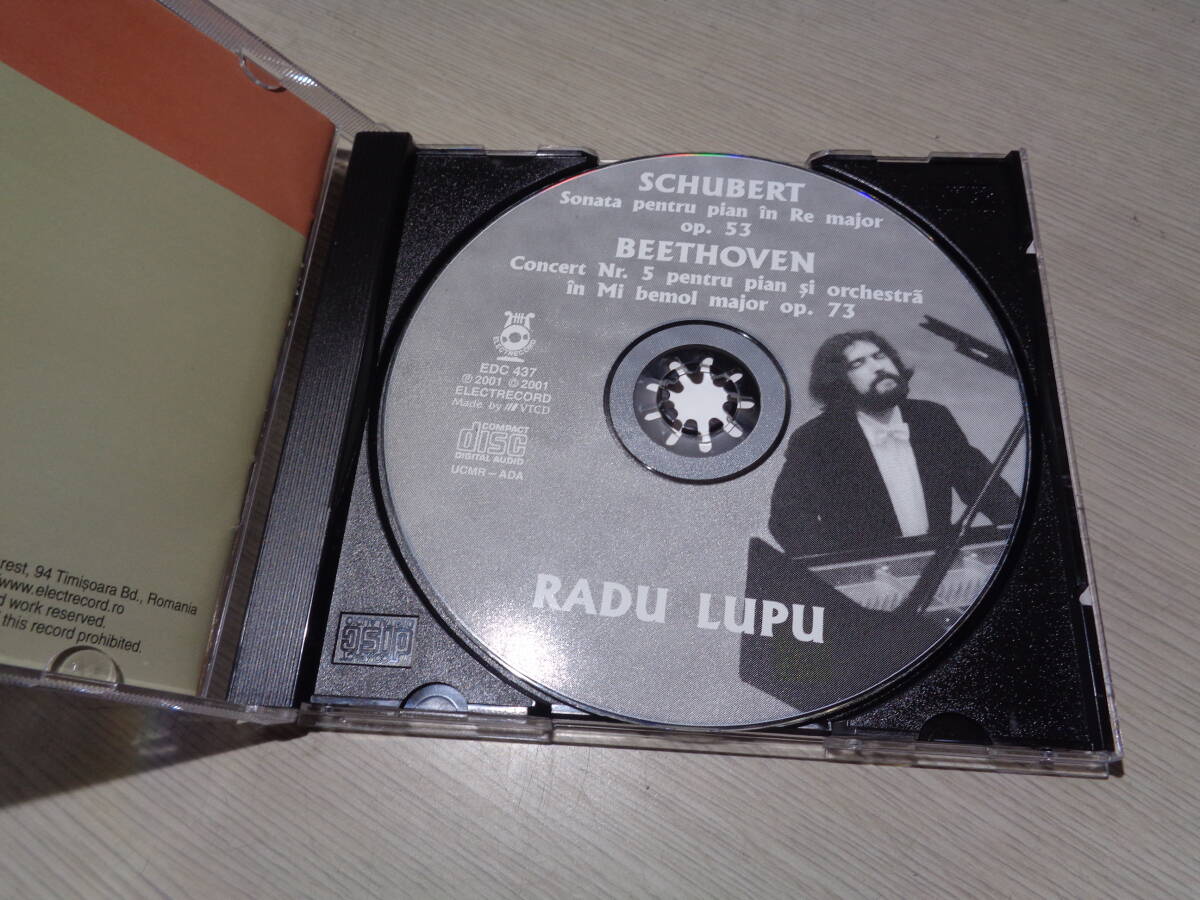 SCHUBERT
Sonata pentru pian în Re major
op. 53
BEETHOVEN
Concert Nr. 5 pentru pian și orchestră
în Mi bemol major op. 73
ELECTRECORD
EDC 437
℗ 2001 © 2001
ELECTRECORD
Made by VTCD
COMPACT
disc
DIGITAL AUDIO
UCMR – ADA
RADU LUPU
rest, 94 Timișoara Bd., Romania
www.electrecord.ro
d work reserved.
this record prohibited.
disc